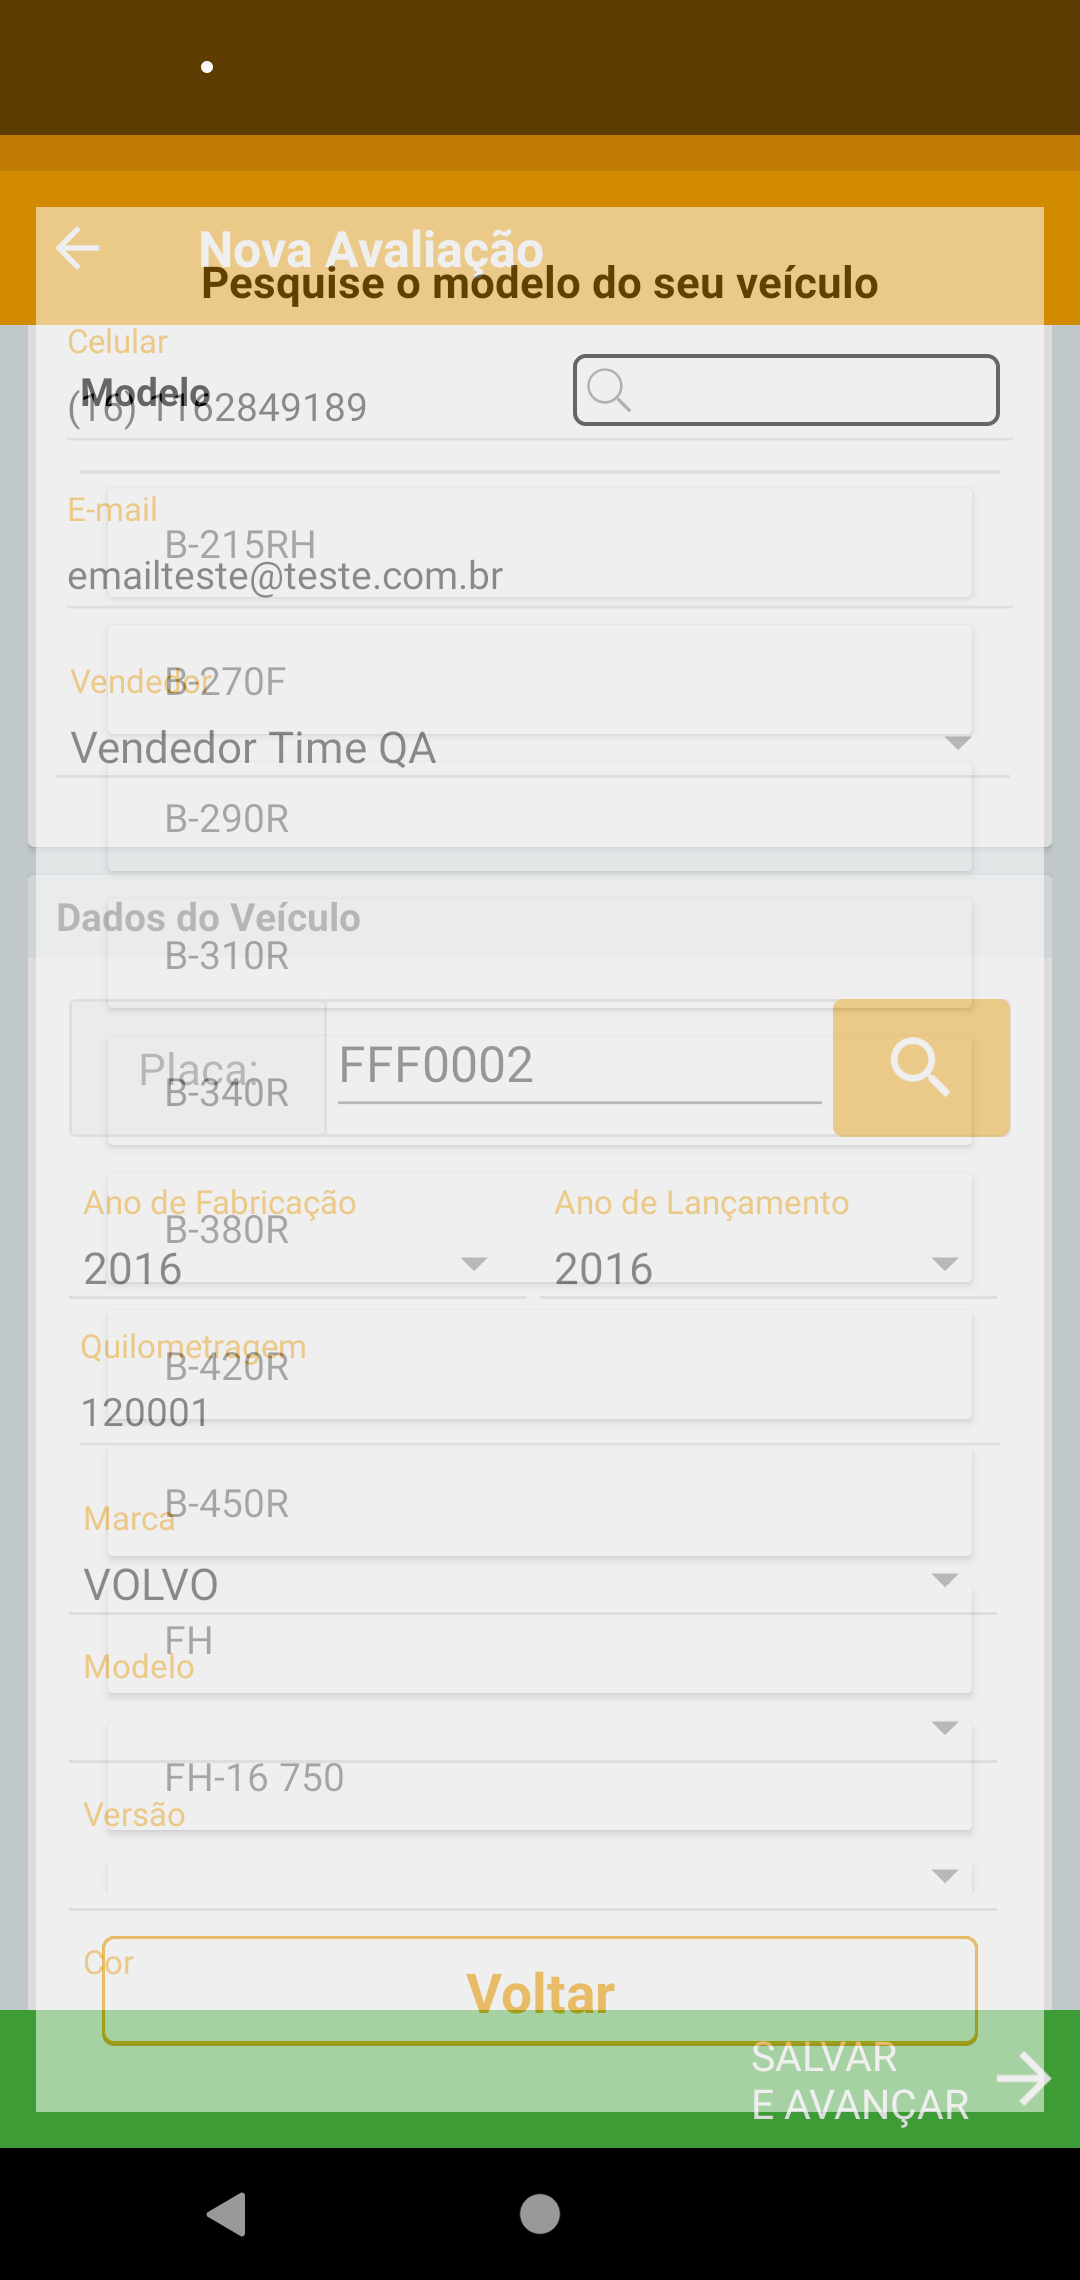 Nova Avaliação
Pesquise o modelo do seu veículo
Celular
Modelo
(16) 1162849189
E-mail
B-215RH
emailteste@teste.com.br
Vendedor
B-270F
Vendedor Time QA
B-290R
Dados do Veículo
B-310R
Placa:
FFF0002
B-340R
Ano de Fabricação
Ano de Lançamento
B-380R
2016
2016
Quilometragem
B-420R
120001
B-450R
Marca
VOLVO
FH
Modelo
FH-16 750
Versão
Cor
Voltar
SALVAR
E AVANÇAR